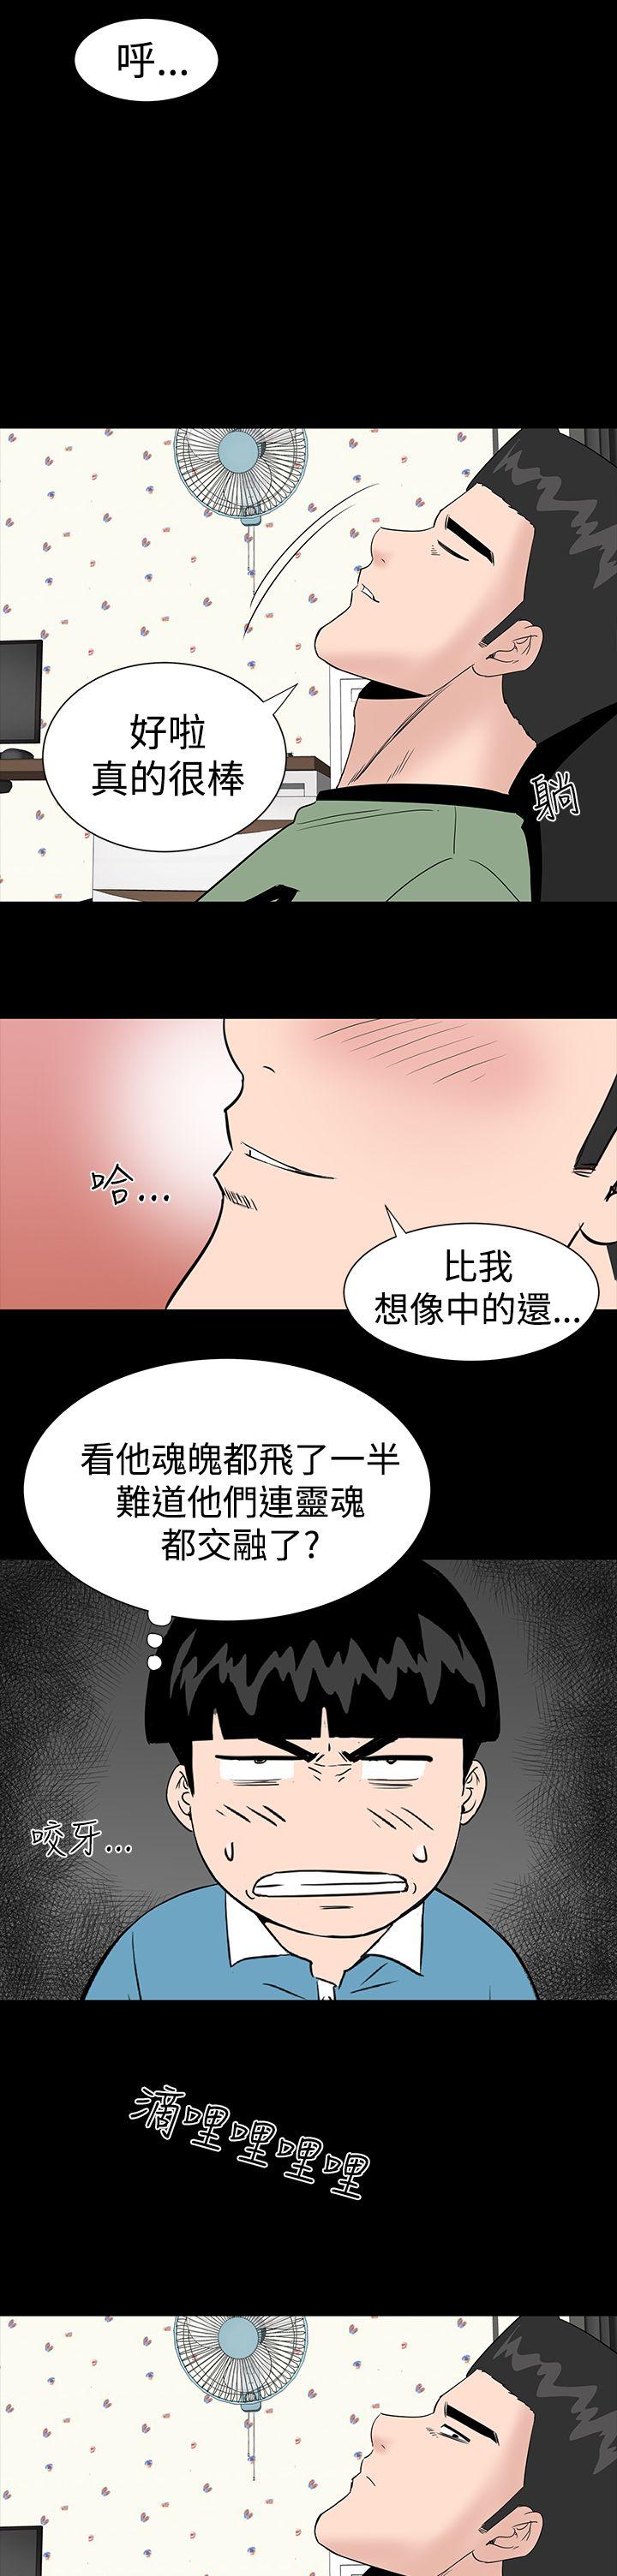 呼...
好啦
真的很棒
躺
哈...
比我
想像中的還...
看他魂魄都飛了一半
難道他們連靈魂
都交融了?
咬牙...
滴哩哩哩哩